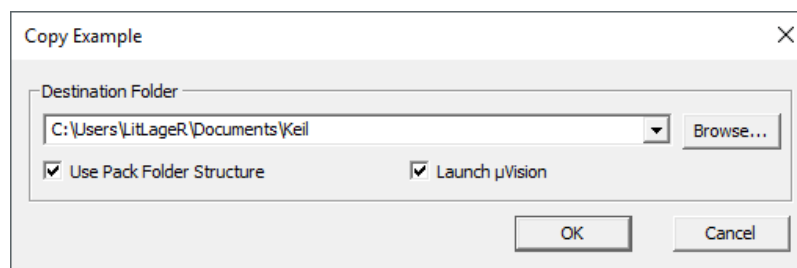 Copy Example
Destination Folder
C:\Users\LitLageR\Documents\Keil
Browse...
Use Pack Folder Structure
Launch µVision
OK
Cancel